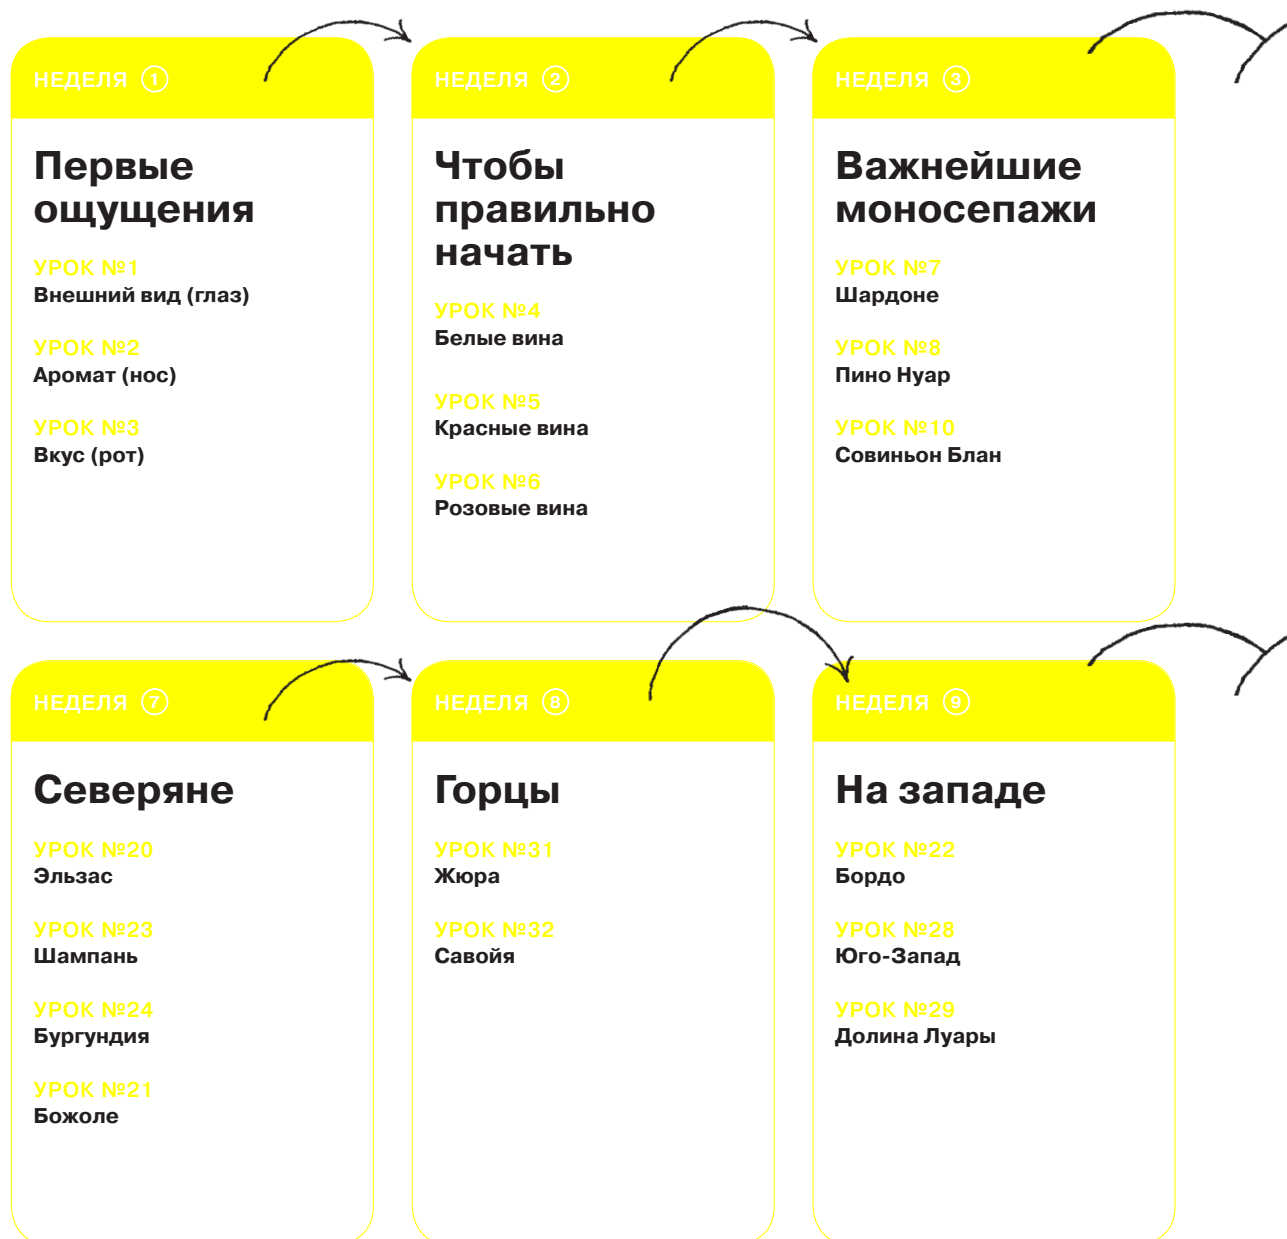 НЕДЕЛЯ 1
Первые
ощущения
УРОК №1
Внешний вид (глаз)
УРОК №2
Аромат (нос)
УРОК №3
Вкус (рот)
НЕДЕЛЯ 2
Чтобы
правильно
начать
УРОК №4
Белые вина
УРОК №5
Красные вина
УРОК №6
Розовые вина
НЕДЕЛЯ 3
Важнейшие
моносепажи
УРОК №7
Шардоне
УРОК №8
Пино Нуар
УРОК №10
Совиньон Блан
НЕДЕЛЯ 7
Северяне
УРОК №20
Эльзас
УРОК №23
Шампань
УРОК №24
Бургундия
УРОК №21
Божоле
НЕДЕЛЯ 8
Горцы
УРОК №31
Жюра
УРОК №32
Савойя
НЕДЕЛЯ 9
На западе
УРОК №22
Бордо
УРОК №28
Юго-Запад
УРОК №29
Долина Луары